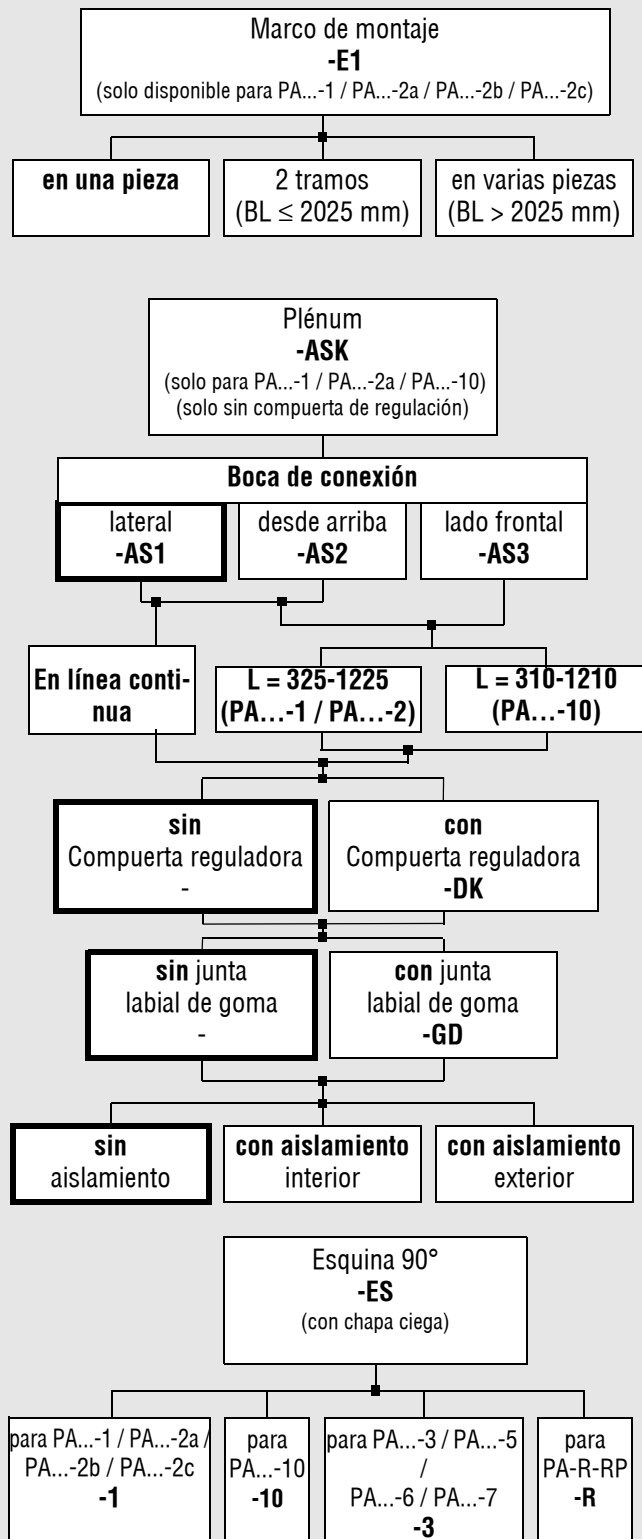 Marco de montaje
-E1
(solo disponible para PA...-1 / PA...-2a / PA...-2b / PA...-2c)
en una pieza
2 tramos
(BL ≤ 2025 mm)
en varias piezas
(BL > 2025 mm)
Plénum
-ASK
(solo para PA...-1 / PA...-2a / PA...-10)
(solo sin compuerta de regulación)
Boca de conexión
lateral
-AS1
desde arriba
-AS2
lado frontal
-AS3
En línea conti-
nua
L = 325-1225
(PA...-1 / PA...-2)
L = 310-1210
(PA...-10)
sin
Compuerta reguladora
-
con
Compuerta reguladora
-DK
sin junta
labial de goma
-
con junta
labial de goma
-GD
sin
aislamiento
con aislamiento
interior
con aislamiento
exterior
Esquina 90°
-ES
(con chapa ciega)
para PA...-1 / PA...-2a /
PA...-2b / PA...-2c
-1
para
PA...-10
-10
para PA...-3 / PA...-5
/
PA...-6 / PA...-7
-3
para
PA-R-RP
-R